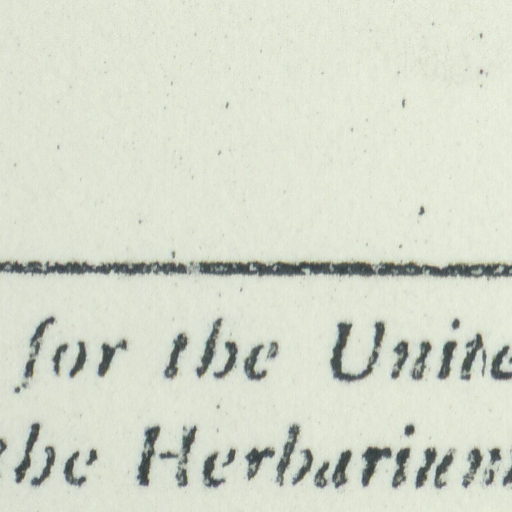 for the Unite
the Herbarium